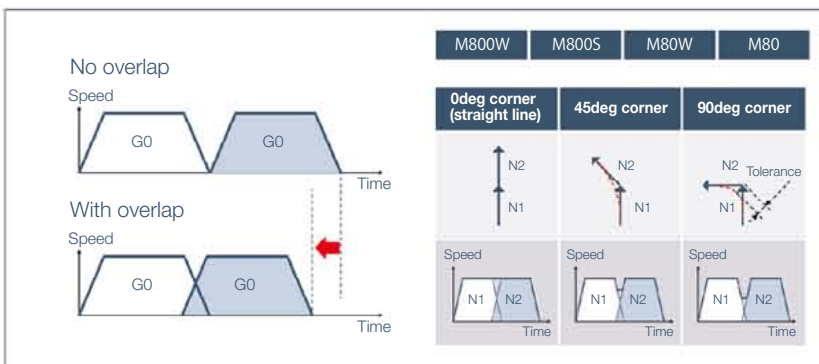 No overlap
Speed
G0 G0
Time
With overlap
Speed
G0 G0
Time
M800W M800S M80W M80
0deg corner
(straight line)
45deg corner
90deg corner
N2
N1
N2
N1
N2
Tolerance
N1
Speed
N1 N2
Time
Speed
N1 N2
Time
Speed
N1 N2
Time